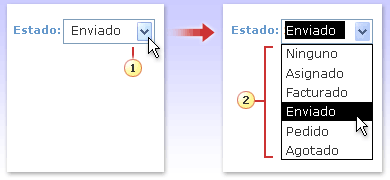 Estado: Enviado
1
Estado: Enviado
Ninguno
Asignado
Facturado
Enviado
Pedido
Agotado
2